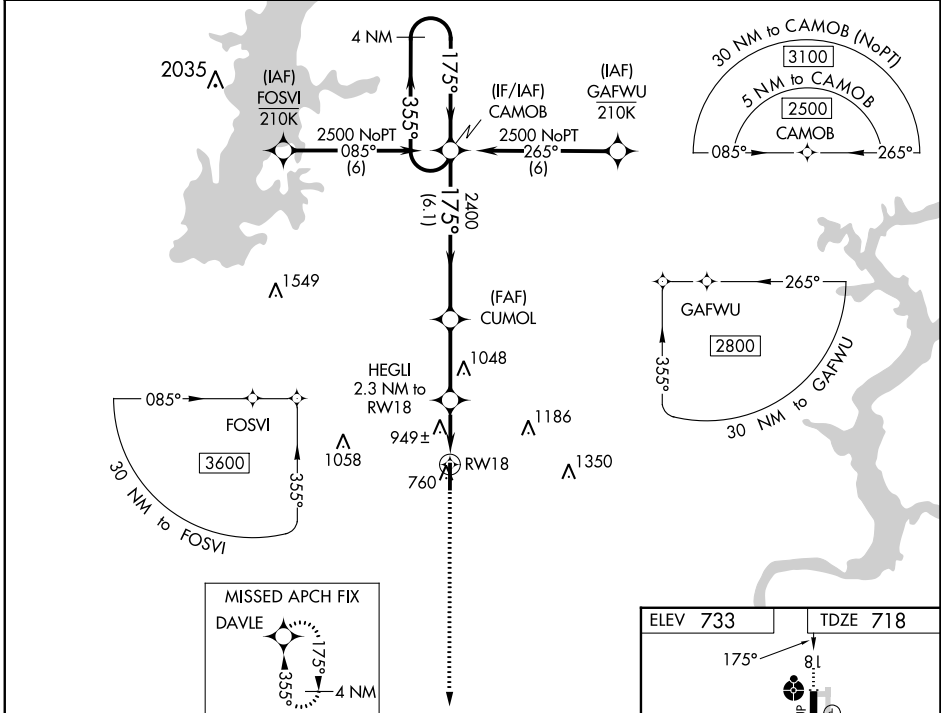 4 NM
175°
355°
2035
(IAF)
FOSVI
210K
(IF/IAF)
CAMOB
(IAF)
GAFWU
210K
2500 NoPT
085°
(6)
2500 NoPT
265°
(6)
30 NM to CAMOB (NoPT)
3100
5 NM to CAMOB
2500
CAMOB
085°
265°
2400
175°
(6.1)
1549
(FAF)
CUMOL
265°
GAFWU
2800
355°
30 NM to GAFWU
1048
HEGLI
2.3 NM to
RW18
085°
FOSVI
3600
355°
30 NM to FOSVI
1058
949±
1186
RW18
760
1350
MISSED APCH FIX
DAVLE
175°
355°
4 NM
ELEV 733
TDZE 718
175°
18